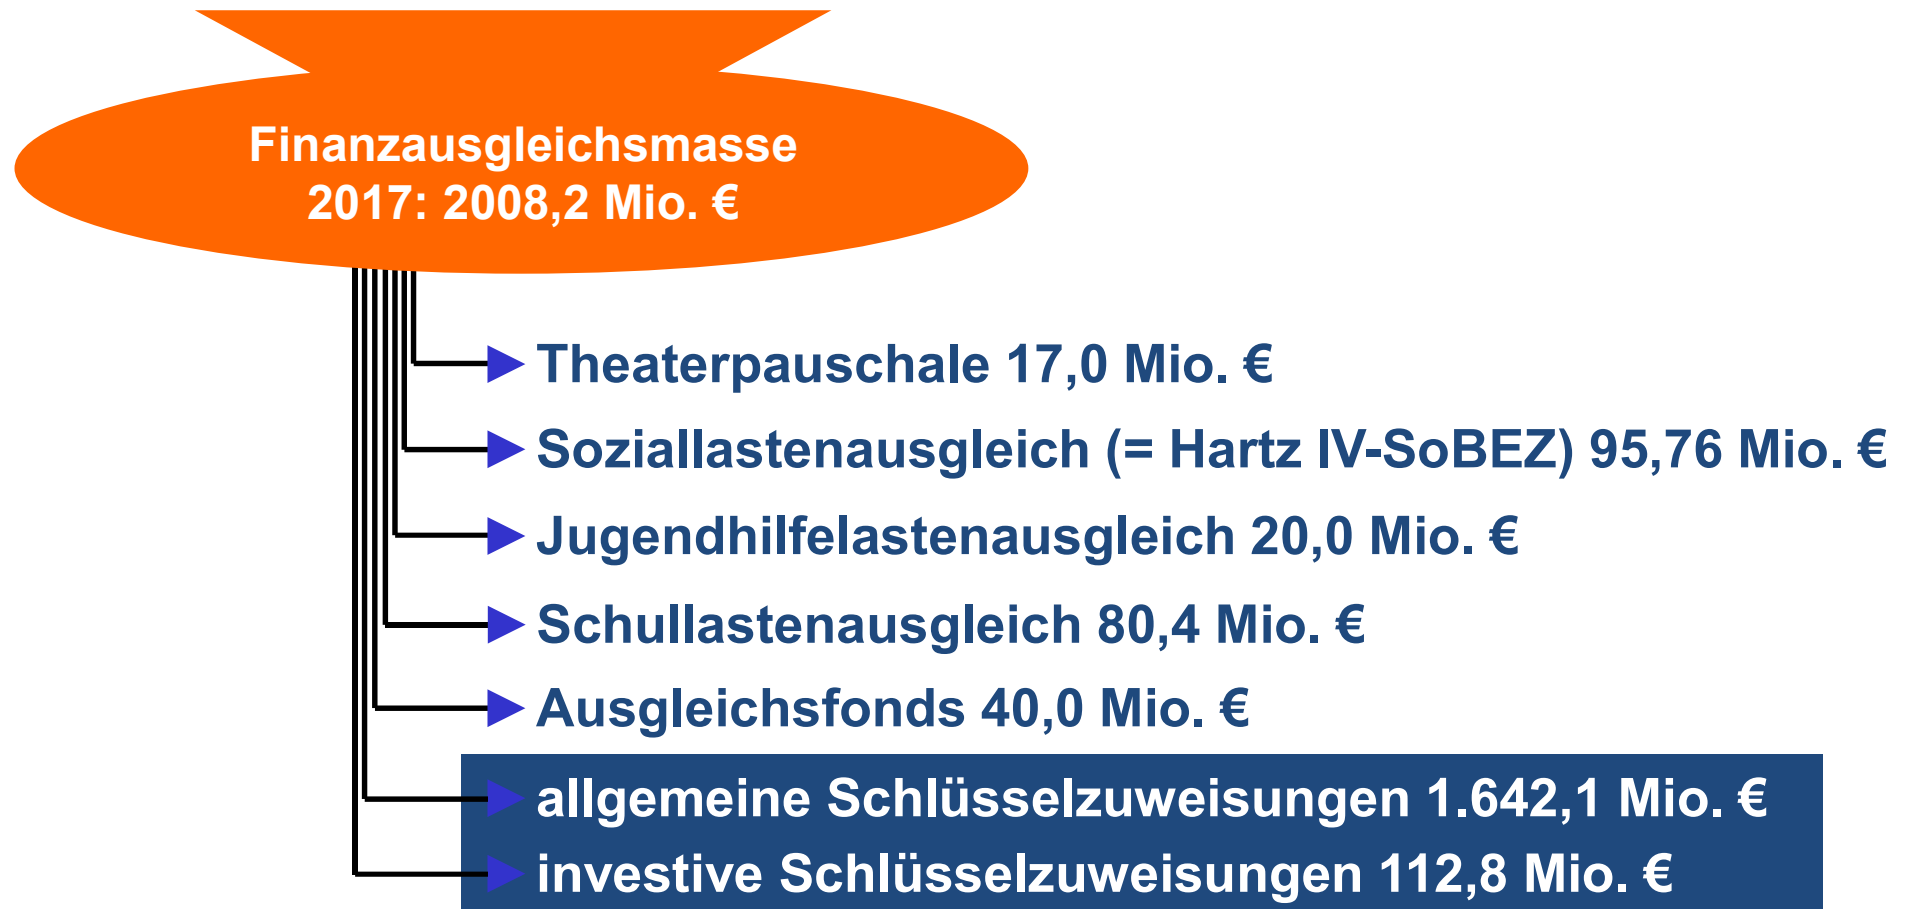 Finanzausgleichsmasse
2017: 2008,2 Mio. €
Theaterpauschale 17,0 Mio. €
Soziallastenausgleich (= Hartz IV-SoBEZ) 95,76 Mio. €
Jugendhilfelastenausgleich 20,0 Mio. €
Schullastenausgleich 80,4 Mio. €
Ausgleichsfonds 40,0 Mio. €
allgemeine Schlüsselzuweisungen 1.642,1 Mio. €
investive Schlüsselzuweisungen 112,8 Mio. €